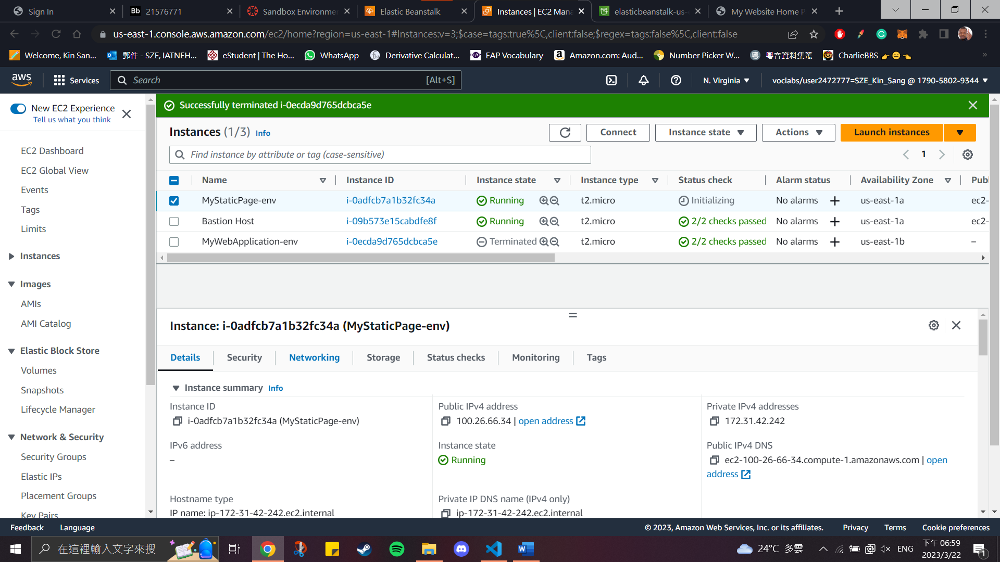 Sign In
Bb 21576771
Sandbox Environmen
Elastic Beanstalk
Instances | EC2 Mana
elasticbeanstalk-us-
My Website Home P
us-east-1.console.aws.amazon.com/ec2/home?region=us-east-1#Instances:v=3;$case=tags:true%5C,client:false;$regex=tags:false%5C,client:false
Welcome, Kin San...
郵件 - SZE, IATNEH...
eStudent | The Ho...
WhatsApp
Derivative Calculat...
EAP Vocabulary
Amazon.com: Aud...
Number Picker W...
粵音資料集叢
CharlieBBS 👉😑👈
aws
Services
Search
[Alt+S]
N. Virginia
voclabs/user2472777=SZE_Kin_Sang @ 1790-5802-9344
New EC2 Experience
Tell us what you think
EC2 Dashboard
EC2 Global View
Events
Tags
Limits
Instances
Images
AMIs
AMI Catalog
Elastic Block Store
Volumes
Snapshots
Lifecycle Manager
Network & Security
Security Groups
Elastic IPs
Placement Groups
Key Pairs
Successfully terminated i-0ecda9d765dcbca5e
Instances (1/3) Info
Connect
Instance state
Actions
Launch instances
Find instance by attribute or tag (case-sensitive)
1
Name Instance ID Instance state Instance type Status check Alarm status Availability Zone Publ
MyStaticPage-env i-0adfcb7a1b32fc34a Running t2.micro Initializing No alarms + us-east-1a ec2-
Bastion Host i-09b573e15cabdfe8f Running t2.micro 2/2 checks passed No alarms + us-east-1a ec2-
MyWebApplication-env i-0ecda9d765dcbca5e Terminated t2.micro 2/2 checks passed No alarms + us-east-1b –
Instance: i-0adfcb7a1b32fc34a (MyStaticPage-env)
Details Security Networking Storage Status checks Monitoring Tags
Instance summary Info
Instance ID
i-0adfcb7a1b32fc34a (MyStaticPage-env)
Public IPv4 address
100.26.66.34 | open address
Private IPv4 addresses
172.31.42.242
IPv6 address
–
Instance state
Running
Public IPv4 DNS
ec2-100-26-66-34.compute-1.amazonaws.com | open
address
Hostname type
IP name: ip-172-31-42-242.ec2.internal
Private IP DNS name (IPv4 only)
ip-172-31-42-242.ec2.internal
Feedback
Language
© 2023, Amazon Web Services, Inc. or its affiliates.
Privacy
Terms
Cookie preferences
在這裡輸入文字來搜
24°C 多雲
ENG
下午 06:59
2023/3/22
1